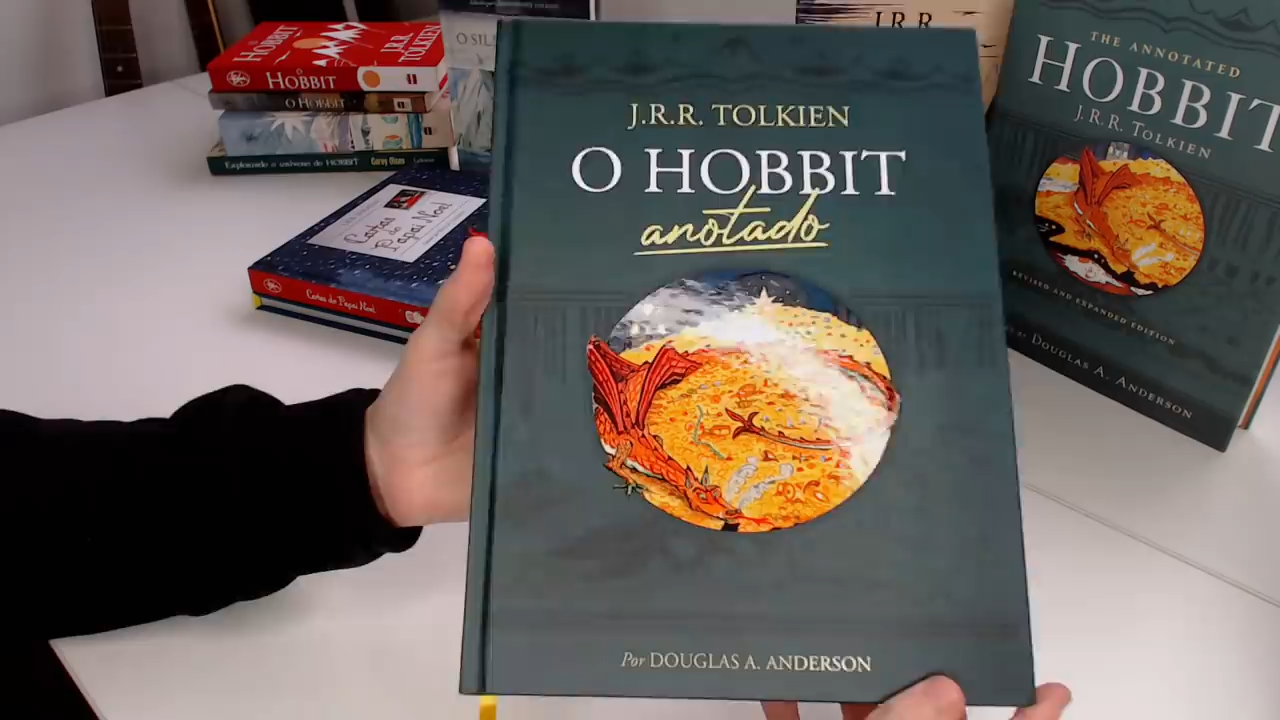 J.R.R. TOLKIEN
O HOBBIT
anotado
Por DOUGLAS A. ANDERSON
THE ANNOTATED
HOBBIT
J.R.R. TOLKIEN
REVISED AND EXPANDED EDITION
DOUGLAS A. ANDERSON
J.R.R.
HOBBIT
J.R.R.
TOLKIEN
O HOBBIT
O HOBBIT
Explorando o universo do HOBBIT Corey Olsen
O SIL
Cartas
do
Papai Noel
Cartas do Papai Noel